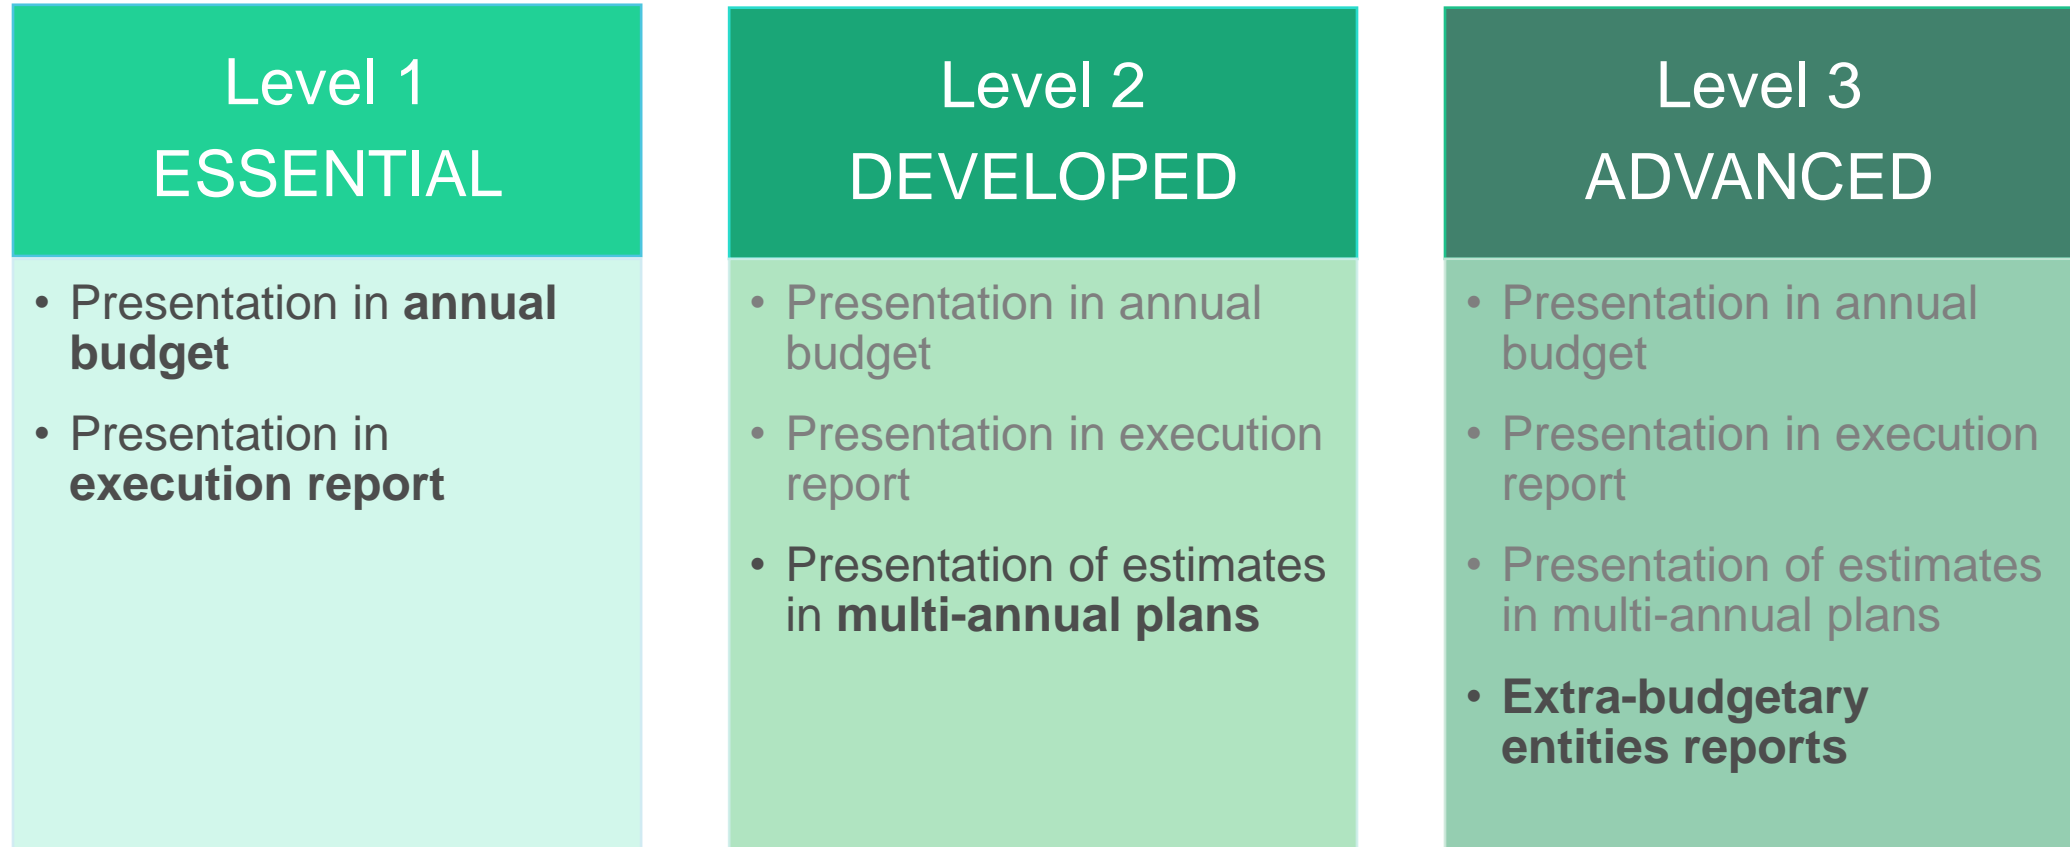 Level 1
ESSENTIAL
• Presentation in annual
budget
• Presentation in
execution report
Level 2
DEVELOPED
• Presentation in annual
budget
• Presentation in execution
report
• Presentation of estimates
in multi-annual plans
Level 3
ADVANCED
• Presentation in annual
budget
• Presentation in execution
report
• Presentation of estimates
in multi-annual plans
• Extra-budgetary
entities reports